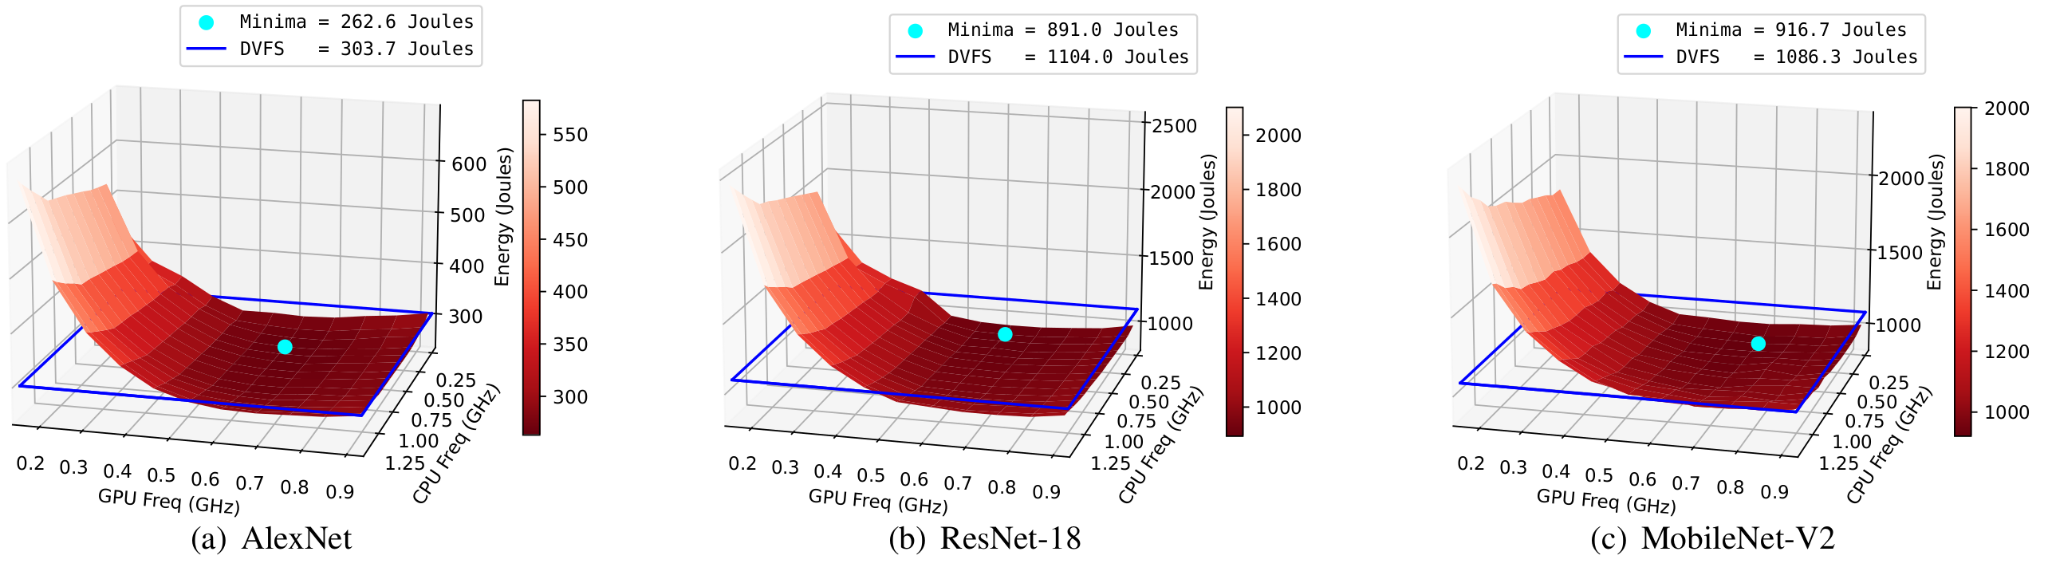 Minima = 262.6 Joules
DVFS = 303.7 Joules
550
500
450
400
350
300
600
500
400
300
Energy (Joules)
0.25
0.50
0.75
1.00
1.25
CPU Freq (GHz)
0.2 0.3 0.4 0.5 0.6 0.7 0.8 0.9
GPU Freq (GHz)
(a) AlexNet
Minima = 891.0 Joules
DVFS = 1104.0 Joules
2500
2000
1500
1000
Energy (Joules)
2000
1800
1600
1400
1200
1000
0.25
0.50
0.75
1.00
1.25
CPU Freq (GHz)
0.2 0.3 0.4 0.5 0.6 0.7 0.8 0.9
GPU Freq (GHz)
(b) ResNet-18
Minima = 916.7 Joules
DVFS = 1086.3 Joules
2000
1500
1000
Energy (Joules)
2000
1800
1600
1400
1200
1000
0.25
0.50
0.75
1.00
1.25
CPU Freq (GHz)
0.2 0.3 0.4 0.5 0.6 0.7 0.8 0.9
GPU Freq (GHz)
(c) MobileNet-V2